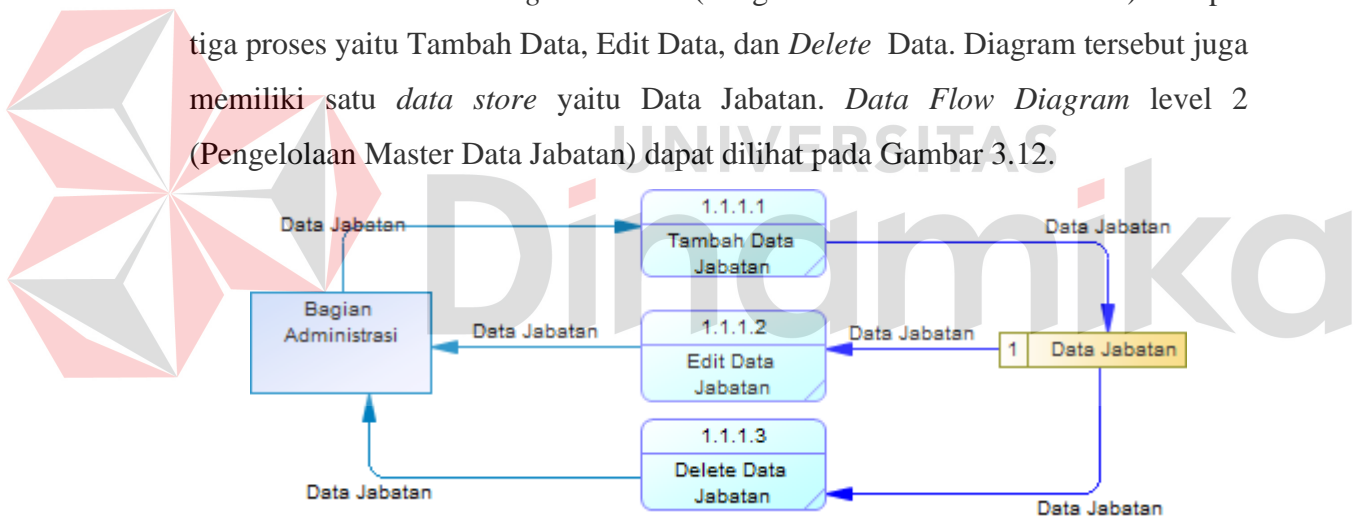 tiga proses yaitu Tambah Data, Edit Data, dan Delete Data. Diagram tersebut juga
memiliki satu data store yaitu Data Jabatan. Data Flow Diagram level 2
(Pengelolaan Master Data Jabatan) dapat dilihat pada Gambar 3.12.
UNIVERSITAS
Dinamika
Data Jabatan
1.1.1.1
Tambah Data
Jabatan
Data Jabatan
Bagian
Administrasi
Data Jabatan
1.1.1.2
Edit Data
Jabatan
Data Jabatan
1 Data Jabatan
1.1.1.3
Delete Data
Jabatan
Data Jabatan
Data Jabatan